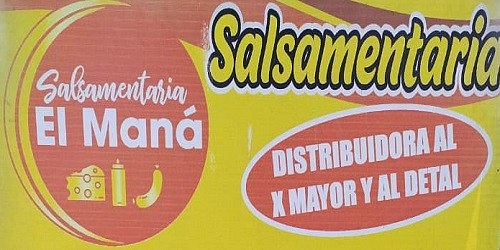 Salsamentaria
El Maná
Salsamentaria
DISTRIBUIDORA AL
X MAYOR Y AL DETAL